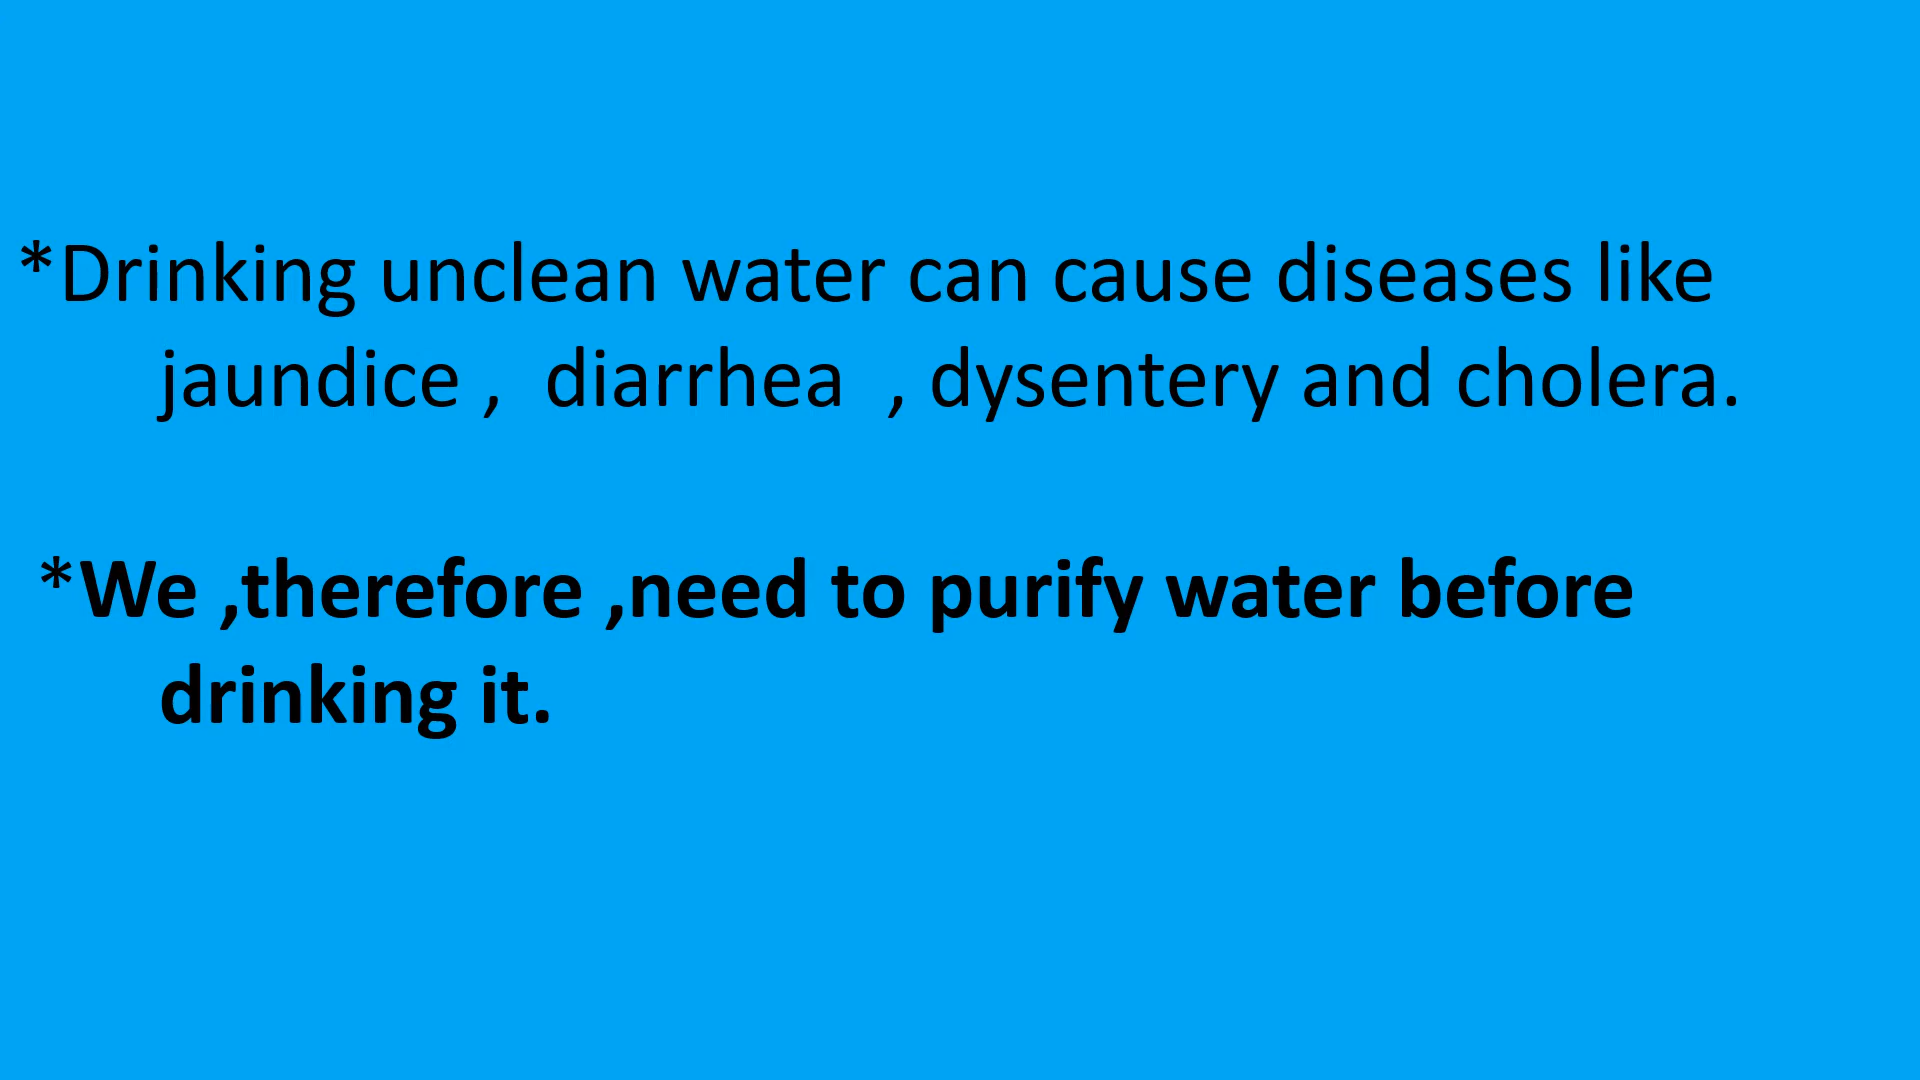 *Drinking unclean water can cause diseases like
jaundice ,  diarrhea  , dysentery and cholera.
*We ,therefore ,need to purify water before
drinking it.